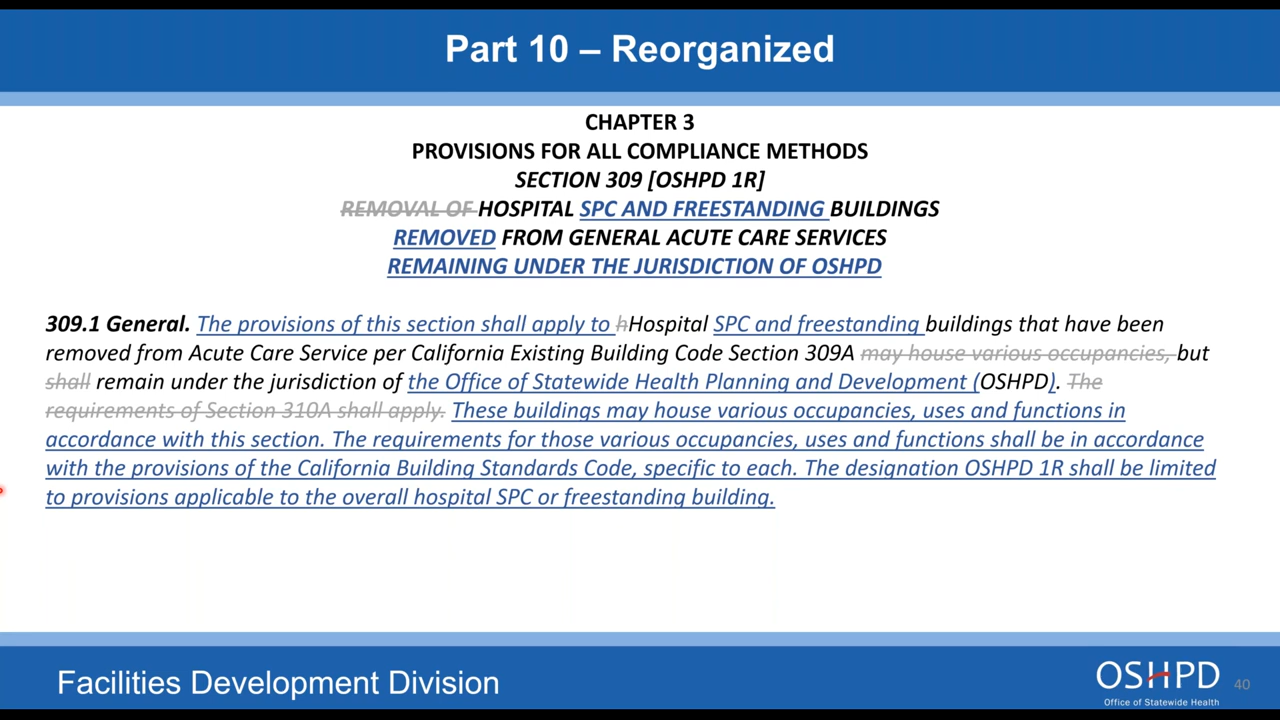 Part 10 – Reorganized
CHAPTER 3
PROVISIONS FOR ALL COMPLIANCE METHODS
SECTION 309 [OSHPD 1R]
REMOVAL OF HOSPITAL SPC AND FREESTANDING BUILDINGS
REMOVED FROM GENERAL ACUTE CARE SERVICES
REMAINING UNDER THE JURISDICTION OF OSHPD
309.1 General. The provisions of this section shall apply to hHospital SPC and freestanding buildings that have been
removed from Acute Care Service per California Existing Building Code Section 309A may house various occupancies, but
shall remain under the jurisdiction of the Office of Statewide Health Planning and Development (OSHPD). The
requirements of Section 310A shall apply. These buildings may house various occupancies, uses and functions in
accordance with this section. The requirements for those various occupancies, uses and functions shall be in accordance
with the provisions of the California Building Standards Code, specific to each. The designation OSHPD 1R shall be limited
to provisions applicable to the overall hospital SPC or freestanding building.
Facilities Development Division
OSHPD
Office of Statewide Health
40